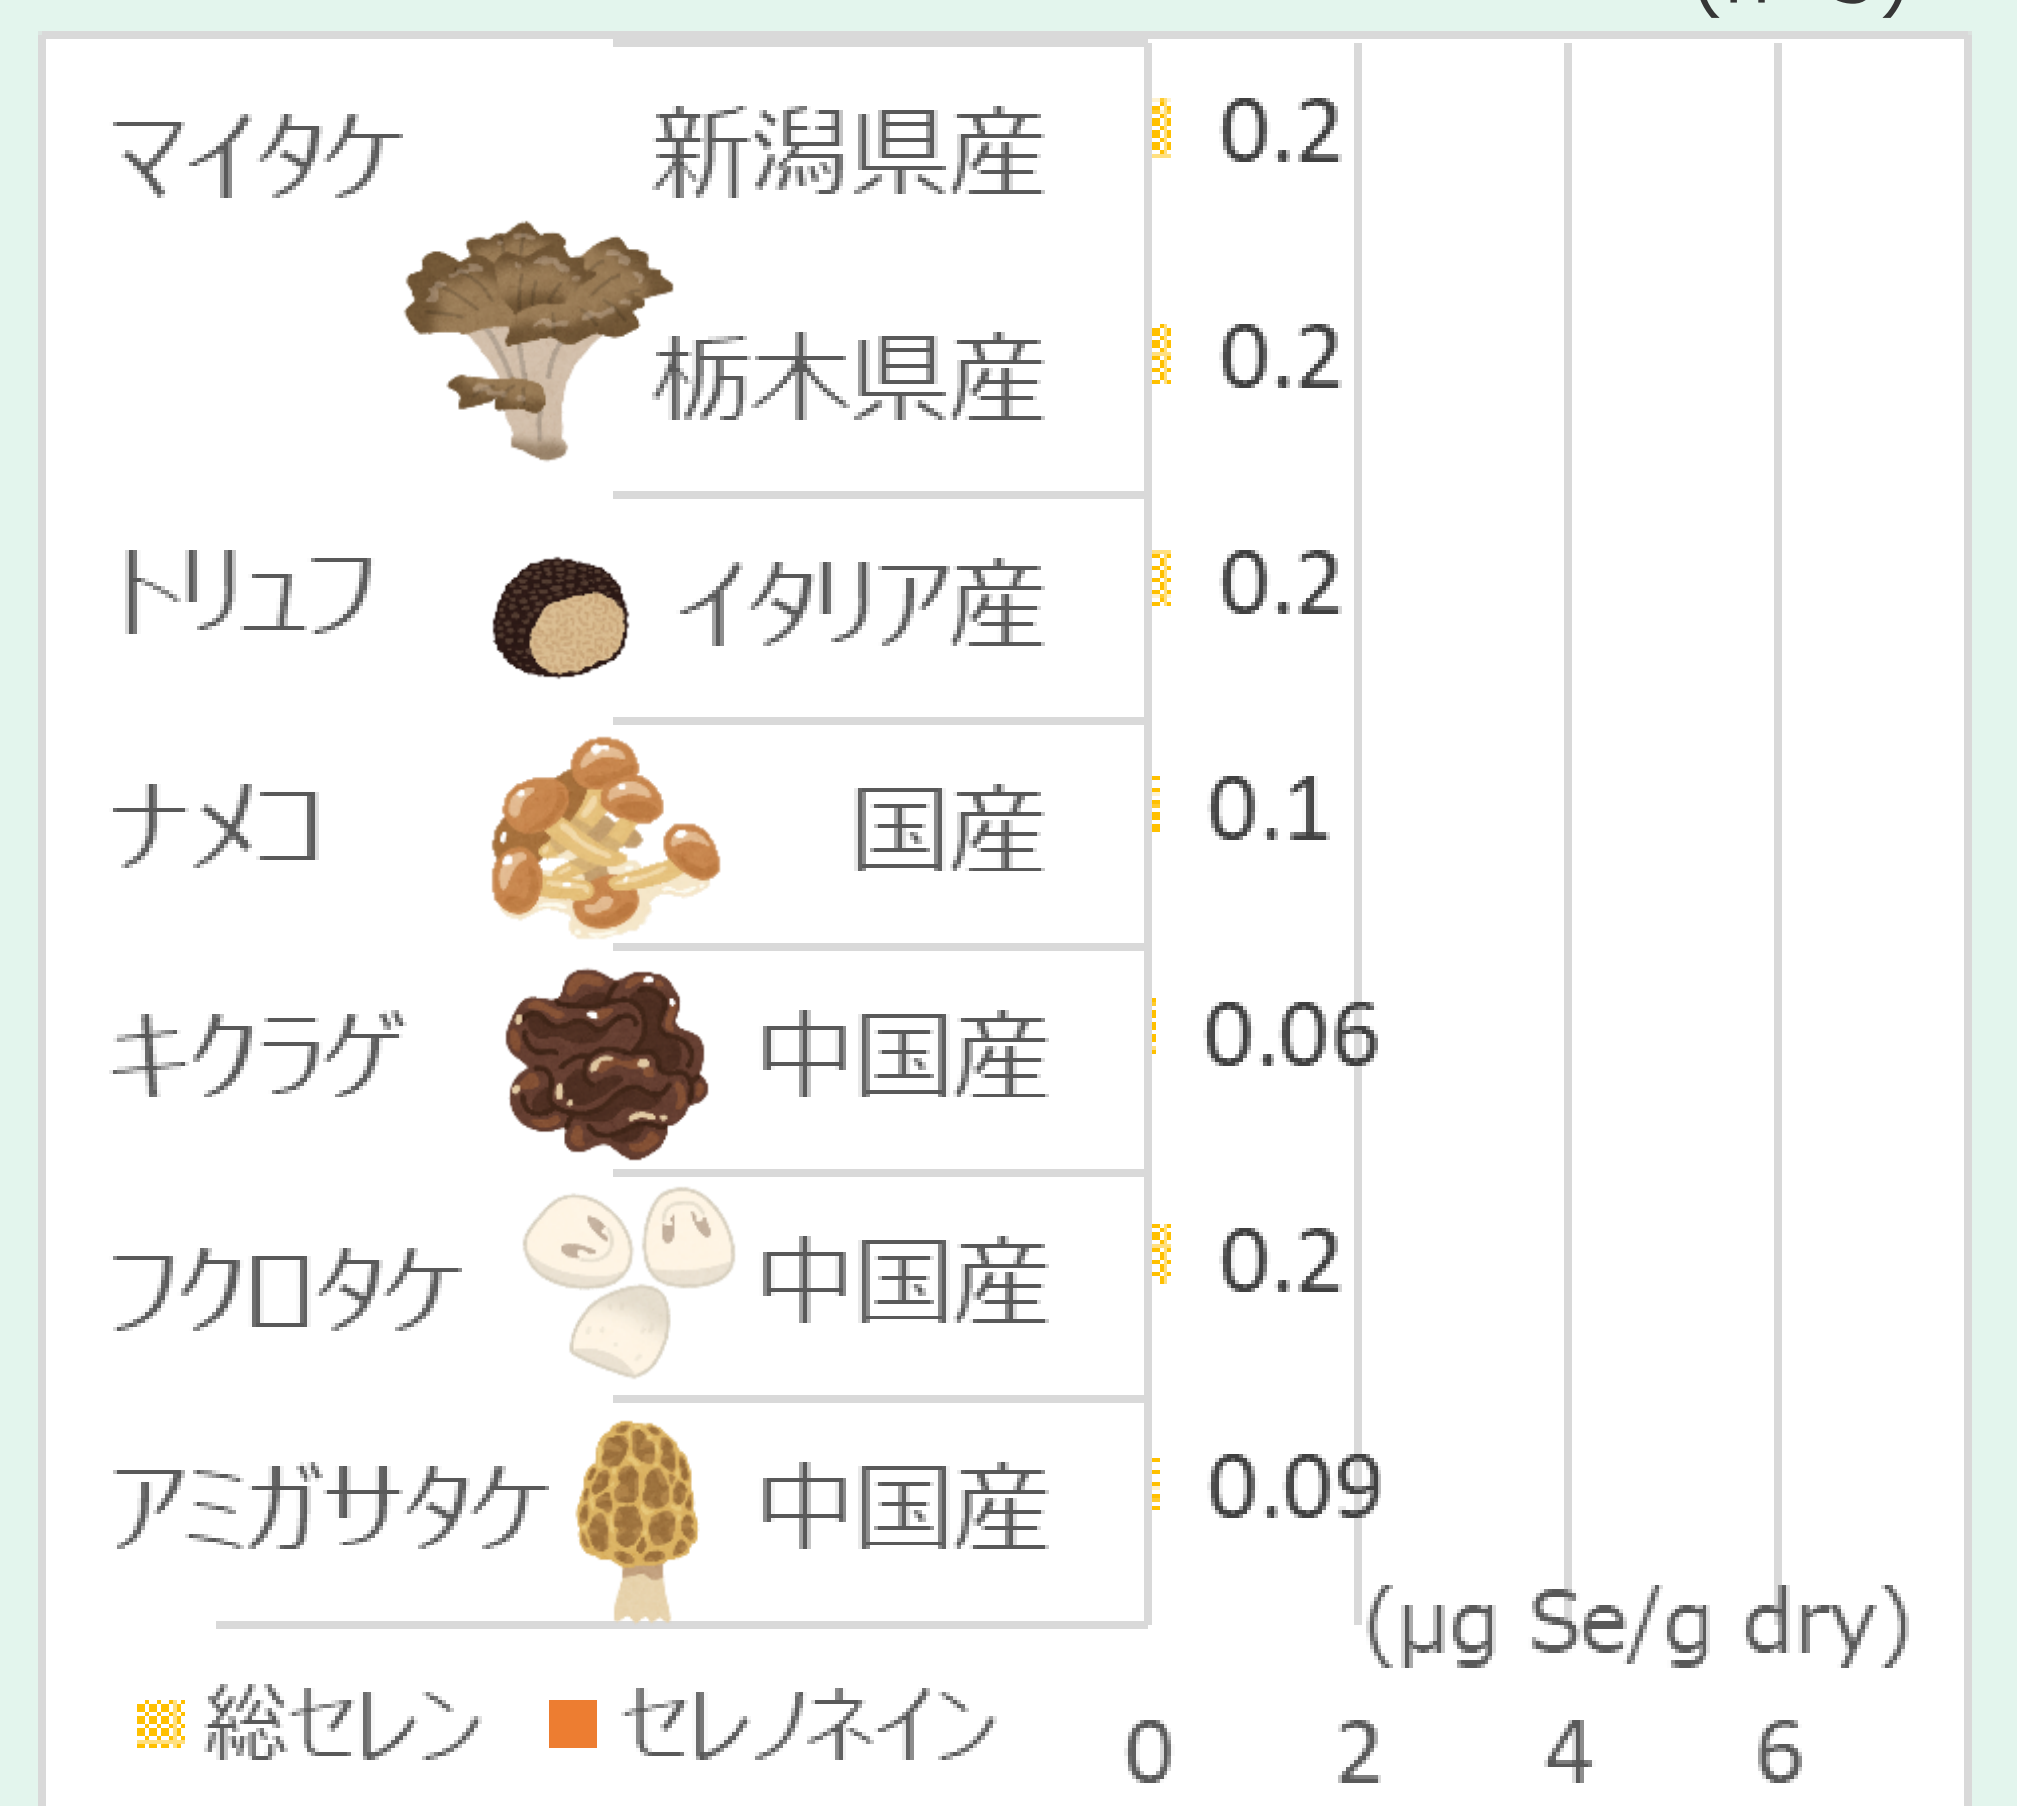 マイタケ 新潟県産 0.2
栃木県産 0.2
トリュフ イタリア産 0.2
ナメコ 国産 0.1
キクラゲ 中国産 0.06
フクロタケ 中国産 0.2
アミガサタケ 中国産 0.09
(μg Se/g dry)
総セレン セレノネイン 0 2 4 6